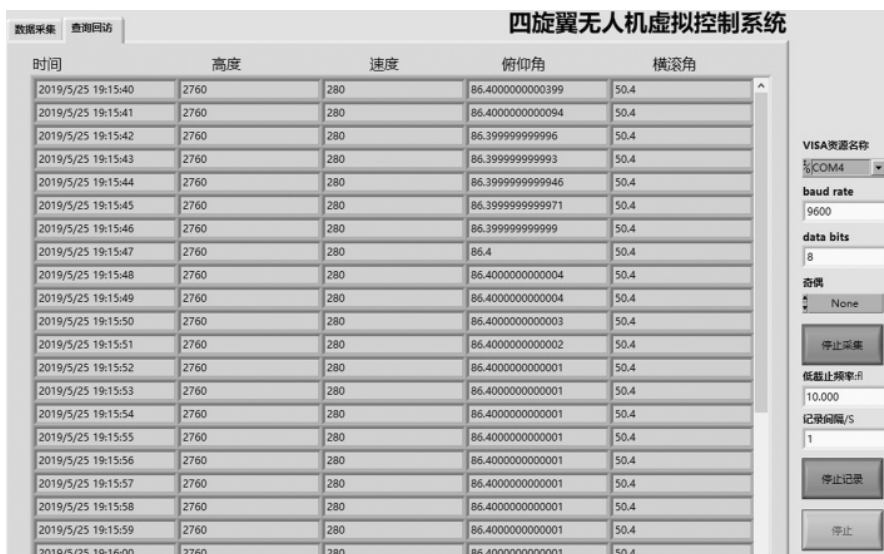 四旋翼无人机虚拟控制系统
数据采集 查询回访
时间 高度 速度 俯仰角 横滚角
2019/5/25 19:15:40 2760 280 86.4000000000399 50.4
2019/5/25 19:15:41 2760 280 86.4000000000094 50.4
2019/5/25 19:15:42 2760 280 86.399999999996 50.4
2019/5/25 19:15:43 2760 280 86.399999999993 50.4
2019/5/25 19:15:44 2760 280 86.3999999999946 50.4
2019/5/25 19:15:45 2760 280 86.3999999999971 50.4
2019/5/25 19:15:46 2760 280 86.399999999999 50.4
2019/5/25 19:15:47 2760 280 86.4 50.4
2019/5/25 19:15:48 2760 280 86.4000000000004 50.4
2019/5/25 19:15:49 2760 280 86.4000000000004 50.4
2019/5/25 19:15:50 2760 280 86.4000000000003 50.4
2019/5/25 19:15:51 2760 280 86.4000000000002 50.4
2019/5/25 19:15:52 2760 280 86.4000000000001 50.4
2019/5/25 19:15:53 2760 280 86.4000000000001 50.4
2019/5/25 19:15:54 2760 280 86.4000000000001 50.4
2019/5/25 19:15:55 2760 280 86.4000000000001 50.4
2019/5/25 19:15:56 2760 280 86.4000000000001 50.4
2019/5/25 19:15:57 2760 280 86.4000000000001 50.4
2019/5/25 19:15:58 2760 280 86.4000000000001 50.4
2019/5/25 19:15:59 2760 280 86.4000000000001 50.4
2019/5/25 19:16:00 2760 280 86.4000000000001 50.4
VISA资源名称
COM4
baud rate
9600
data bits
8
奇偶
None
停止采集
低截止频率:fl
10.000
记录间隔/S
1
停止记录
停止